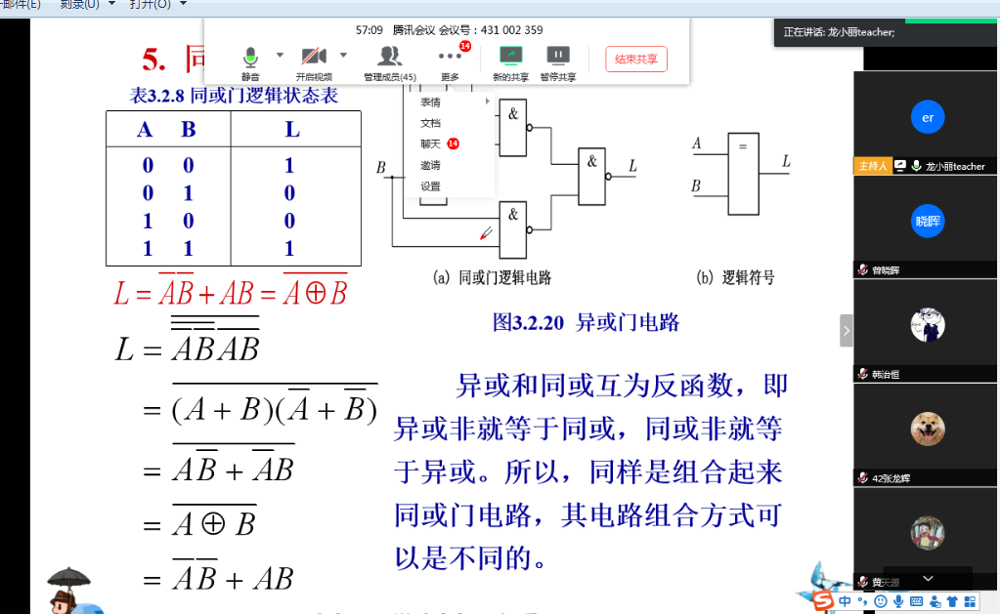 邮件(E) 刻录(U) 打开(O)
57:09 腾讯会议 会议号：431 002 359
正在讲话: 龙小丽teacher;
静音 开启视频 管理成员(45) 更多 14 新的共享 暂停共享 结束共享
5. 同
表3.2.8 同或门逻辑状态表
A B L
0 0 1
0 1 0
1 0 0
1 1 1
表情
文档
聊天 14
邀请
设置
B
&
&
&
L
A
B
=
L
(a) 同或门逻辑电路
(b) 逻辑符号
图3.2.20 异或门电路
L = A̅B̅ + AB = \overline{A ⊕ B}
L = \overline{\overline{\overline{A}\,\overline{B}}\,\overline{AB}}
= \overline{(A + B)(\overline{A} + \overline{B})}
= \overline{A\overline{B} + \overline{A}B}
= \overline{A ⊕ B}
= \overline{A}\,\overline{B} + AB
异或和同或互为反函数，即
异或非就等于同或，同或非就等
于异或。所以，同样是组合起来
同或门电路，其电路组合方式可
以是不同的。
er
主持人 龙小丽teacher
晓晖
曾晓晖
韩治恒
42张龙辉
中